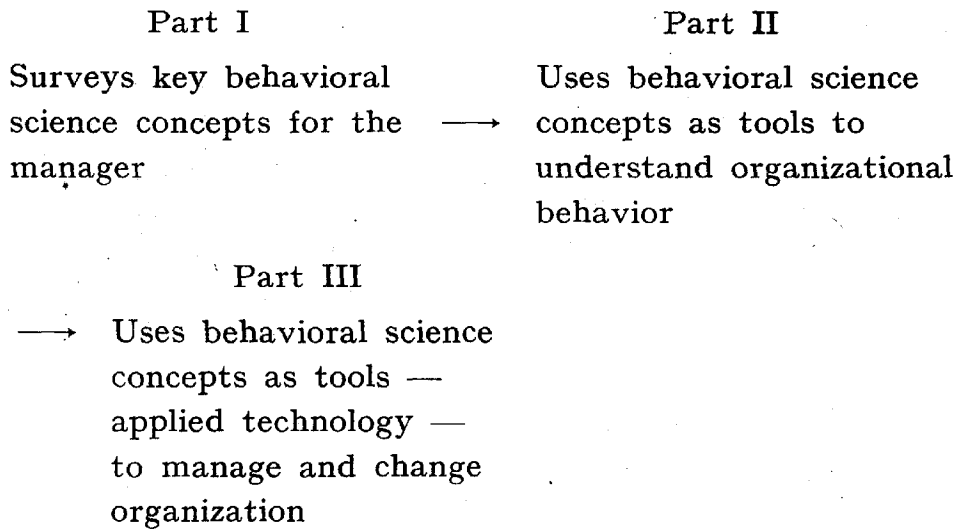 Part I
Surveys key behavioral
science concepts for the →
manager
Part II
Uses behavioral science
concepts as tools to
understand organizational
behavior
Part III
→ Uses behavioral science
concepts as tools —
applied technology —
to manage and change
organization